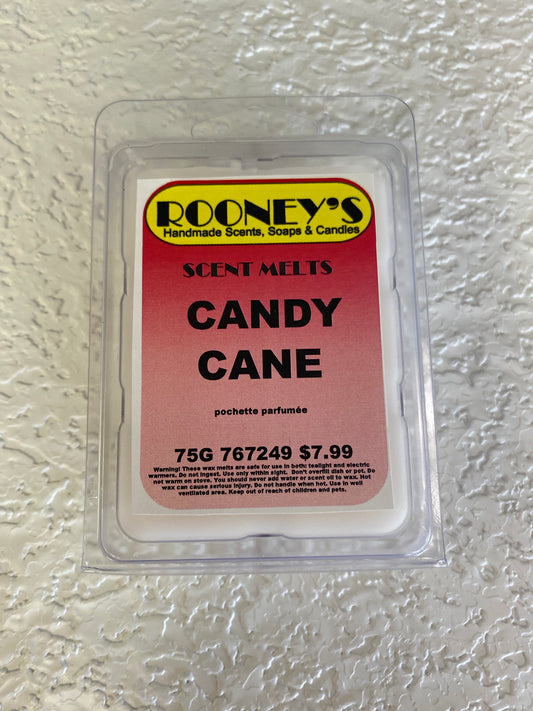 ROONEY'S
Handmade Scents, Soaps & Candles
SCENT MELTS
CANDY
CANE
pochette parfumée
75G 767249 $7.99
Warning! These wax melts are safe for use in both: tealight and electric
warmers. Do not ingest. Use only within sight. Don't overfill dish or pot. Do
not warm on stove. You should never add water or scent oil to wax. Hot
wax can cause serious injury. Do not handle when hot. Use in well
ventilated area. Keep out of reach of children and pets.